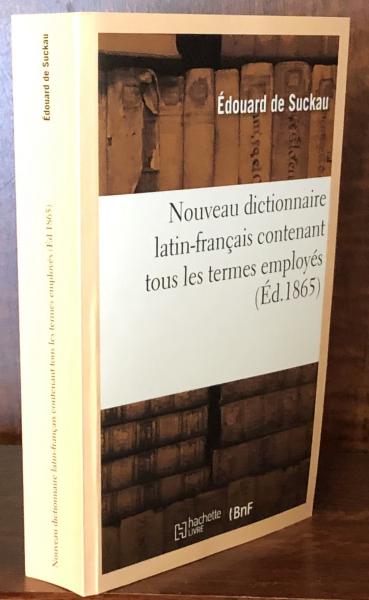 Édouard de Suckau
Nouveau dictionnaire latin-français contenant tous les termes employés (Éd.1865)
Édouard de Suckau
Nouveau dictionnaire
latin-français contenant
tous les termes employés
(Éd.1865)
hachette
LIVRE
{BnF